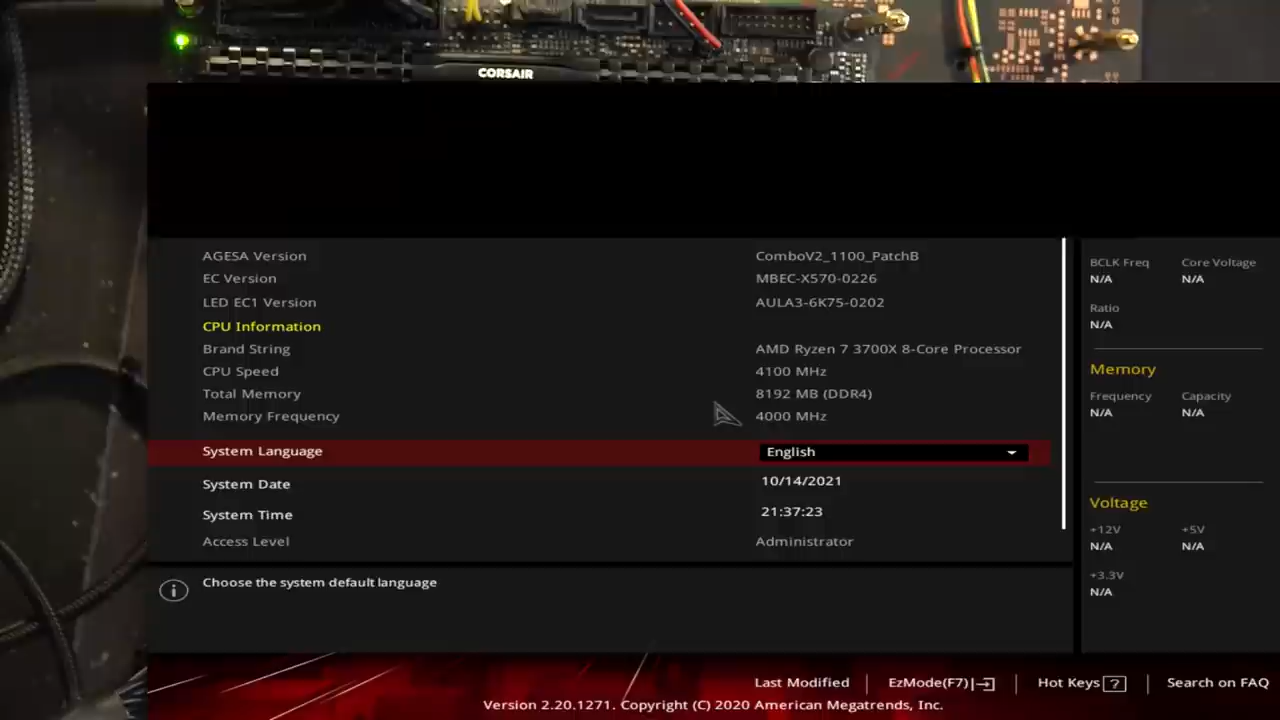 CORSAIR
AGESA Version ComboV2_1100_PatchB
EC Version MBEC-X570-0226
LED EC1 Version AULA3-6K75-0202
CPU Information
Brand String AMD Ryzen 7 3700X 8-Core Processor
CPU Speed 4100 MHz
Total Memory 8192 MB (DDR4)
Memory Frequency 4000 MHz
System Language English
System Date 10/14/2021
System Time 21:37:23
Access Level Administrator
Choose the system default language
BCLK Freq Core Voltage
N/A N/A
Ratio
N/A
Memory
Frequency Capacity
N/A N/A
Voltage
+12V +5V
N/A N/A
+3.3V
N/A
Last Modified EzMode(F7) Hot Keys ? Search on FAQ
Version 2.20.1271. Copyright (C) 2020 American Megatrends, Inc.